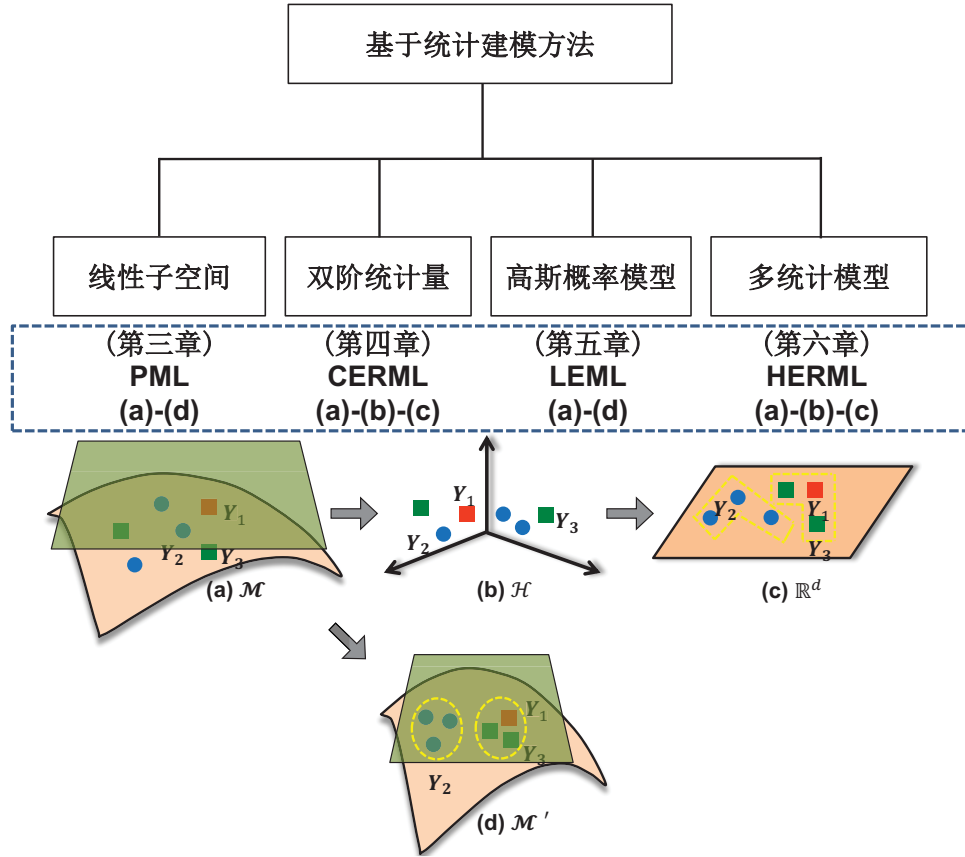 基于统计建模方法
线性子空间
双阶统计量
高斯概率模型
多统计模型
(第三章)
PML
(a)-(d)
(第四章)
CERML
(a)-(b)-(c)
(第五章)
LEML
(a)-(d)
(第六章)
HERML
(a)-(b)-(c)
Y₁
Y₂
Y₃
(a) ℳ
Y₁
Y₂
Y₃
(b) ℋ
Y₂
Y₁
Y₃
(c) ℝᵈ
Y₁
Y₃
Y₂
(d) ℳ′